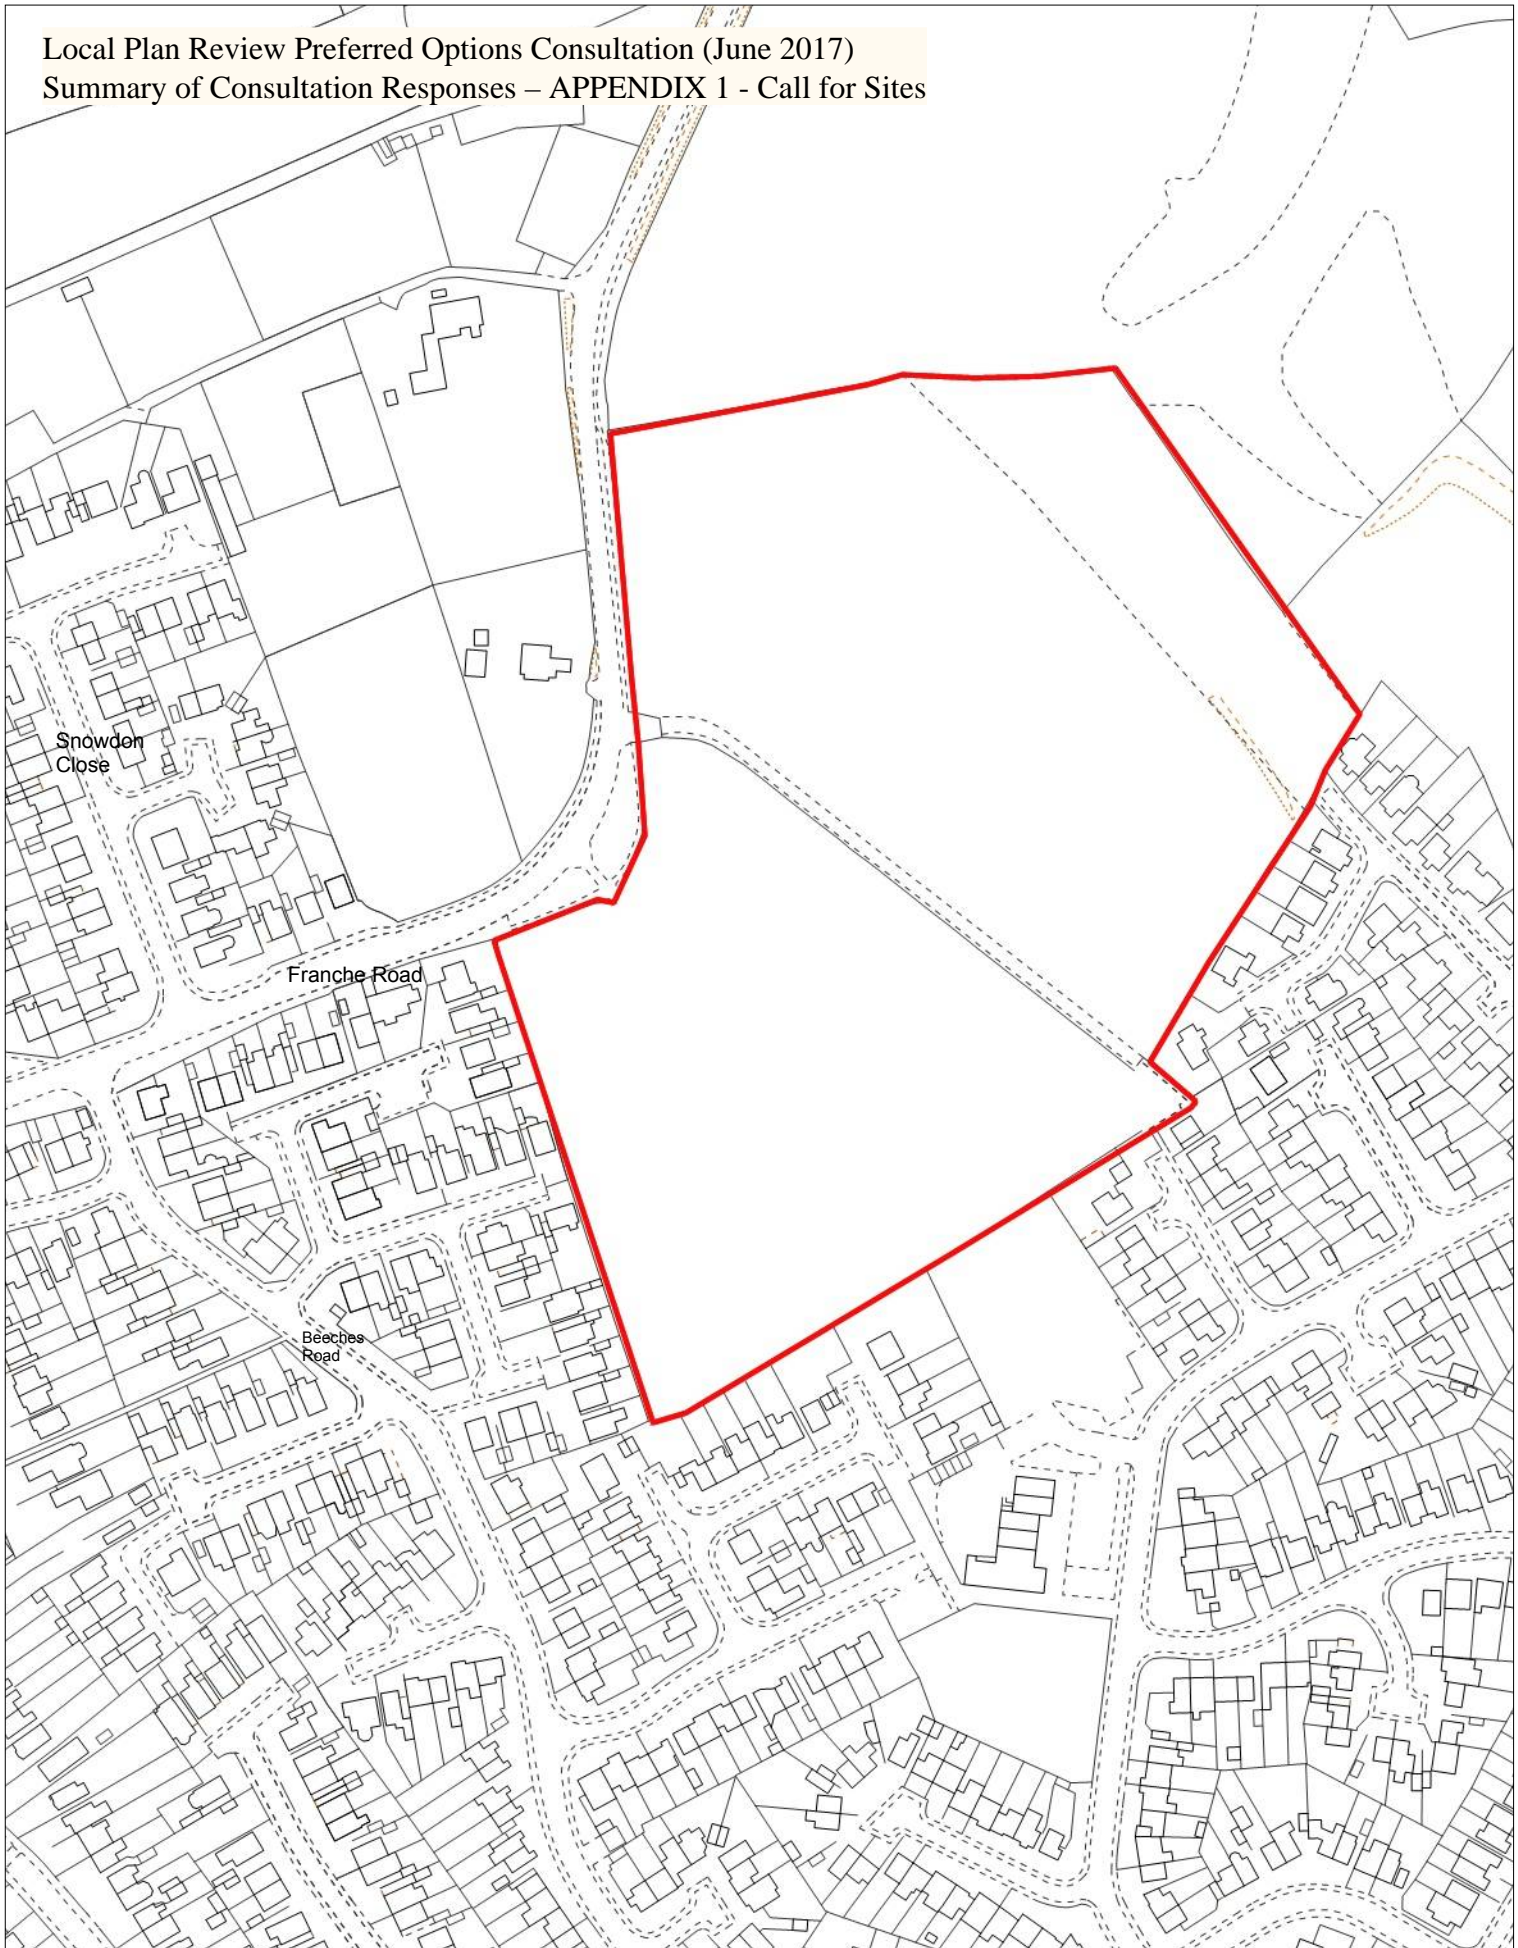 Local Plan Review Preferred Options Consultation (June 2017)
Summary of Consultation Responses – APPENDIX 1 - Call for Sites
Snowdon
Close
Franche Road
Beeches
Road